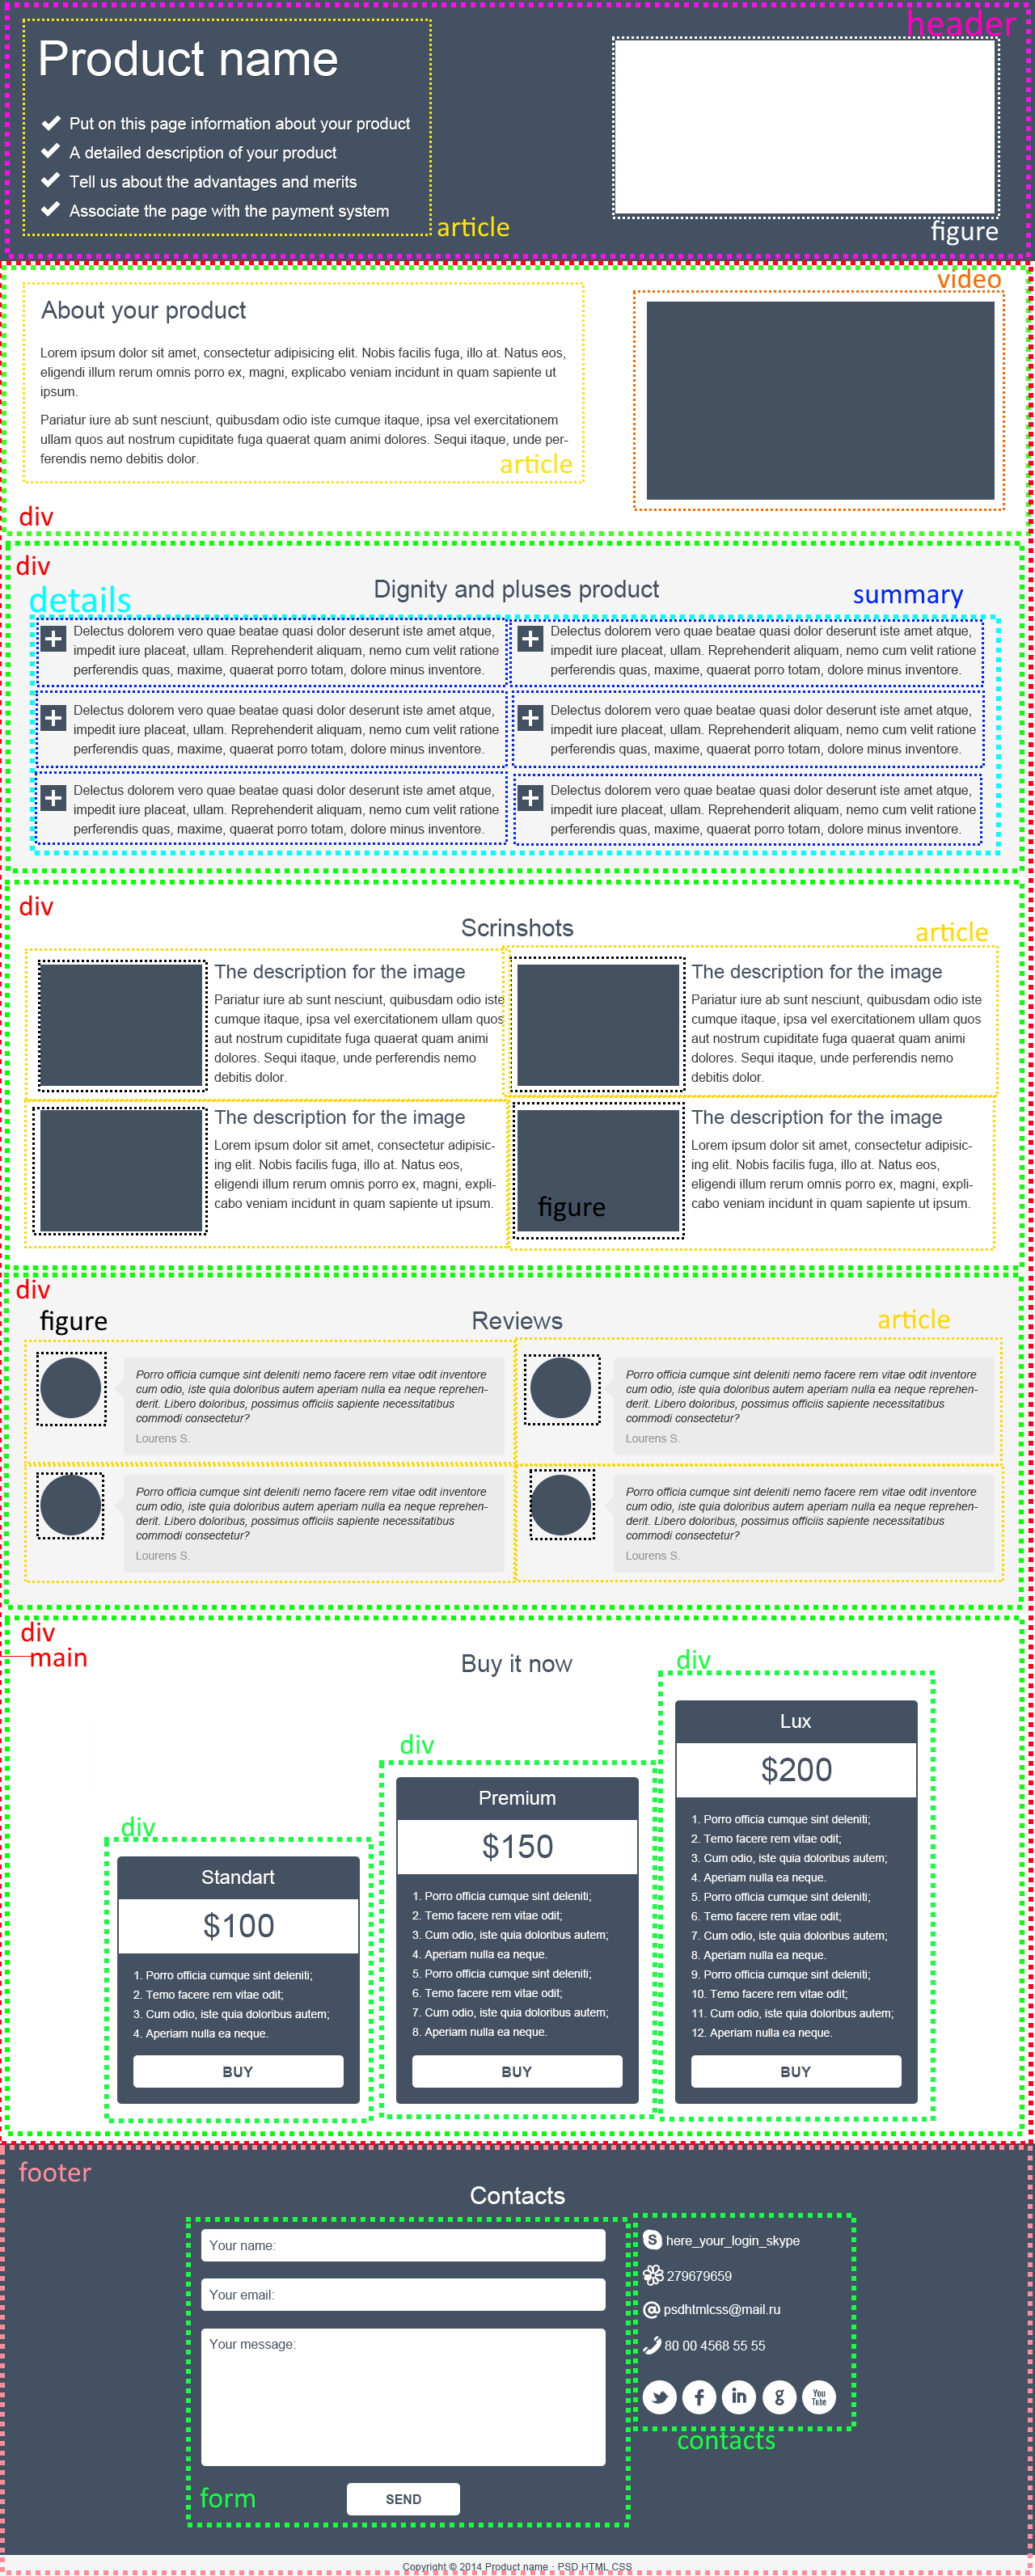 header
Product name
Put on this page information about your product
A detailed description of your product
Tell us about the advantages and merits
Associate the page with the payment system
article
figure
video
About your product
Lorem ipsum dolor sit amet, consectetur adipisicing elit. Nobis facilis fuga, illo at. Natus eos,
eligendi illum rerum omnis porro ex, magni, explicabo veniam incidunt in quam sapiente ut
ipsum.
Pariatur iure ab sunt nesciunt, quibusdam odio iste cumque itaque, ipsa vel exercitationem
ullam quos aut nostrum cupiditate fuga quaerat quam animi dolores. Sequi itaque, unde per-
ferendis nemo debitis dolor.
article
div
div
Dignity and pluses product
details
summary
Delectus dolorem vero quae beatae quasi dolor deserunt iste amet atque,
impedit iure placeat, ullam. Reprehenderit aliquam, nemo cum velit ratione
perferendis quas, maxime, quaerat porro totam, dolore minus inventore.
Delectus dolorem vero quae beatae quasi dolor deserunt iste amet atque,
impedit iure placeat, ullam. Reprehenderit aliquam, nemo cum velit ratione
perferendis quas, maxime, quaerat porro totam, dolore minus inventore.
Delectus dolorem vero quae beatae quasi dolor deserunt iste amet atque,
impedit iure placeat, ullam. Reprehenderit aliquam, nemo cum velit ratione
perferendis quas, maxime, quaerat porro totam, dolore minus inventore.
Delectus dolorem vero quae beatae quasi dolor deserunt iste amet atque,
impedit iure placeat, ullam. Reprehenderit aliquam, nemo cum velit ratione
perferendis quas, maxime, quaerat porro totam, dolore minus inventore.
Delectus dolorem vero quae beatae quasi dolor deserunt iste amet atque,
impedit iure placeat, ullam. Reprehenderit aliquam, nemo cum velit ratione
perferendis quas, maxime, quaerat porro totam, dolore minus inventore.
Delectus dolorem vero quae beatae quasi dolor deserunt iste amet atque,
impedit iure placeat, ullam. Reprehenderit aliquam, nemo cum velit ratione
perferendis quas, maxime, quaerat porro totam, dolore minus inventore.
div
Scrinshots
article
The description for the image
Pariatur iure ab sunt nesciunt, quibusdam odio iste
cumque itaque, ipsa vel exercitationem ullam quos
aut nostrum cupiditate fuga quaerat quam animi
dolores. Sequi itaque, unde perferendis nemo
debitis dolor.
The description for the image
Pariatur iure ab sunt nesciunt, quibusdam odio iste
cumque itaque, ipsa vel exercitationem ullam quos
aut nostrum cupiditate fuga quaerat quam animi
dolores. Sequi itaque, unde perferendis nemo
debitis dolor.
The description for the image
Lorem ipsum dolor sit amet, consectetur adipisic-
ing elit. Nobis facilis fuga, illo at. Natus eos,
eligendi illum rerum omnis porro ex, magni, expli-
cabo veniam incidunt in quam sapiente ut ipsum.
The description for the image
Lorem ipsum dolor sit amet, consectetur adipisic-
ing elit. Nobis facilis fuga, illo at. Natus eos,
eligendi illum rerum omnis porro ex, magni, expli-
cabo veniam incidunt in quam sapiente ut ipsum.
figure
div
figure
Reviews
article
Porro officia cumque sint deleniti nemo facere rem vitae odit inventore
cum odio, iste quia doloribus autem aperiam nulla ea neque reprehen-
derit. Libero doloribus, possimus officiis sapiente necessitatibus
commodi consectetur?
Lourens S.
Porro officia cumque sint deleniti nemo facere rem vitae odit inventore
cum odio, iste quia doloribus autem aperiam nulla ea neque reprehen-
derit. Libero doloribus, possimus officiis sapiente necessitatibus
commodi consectetur?
Lourens S.
Porro officia cumque sint deleniti nemo facere rem vitae odit inventore
cum odio, iste quia doloribus autem aperiam nulla ea neque reprehen-
derit. Libero doloribus, possimus officiis sapiente necessitatibus
commodi consectetur?
Lourens S.
Porro officia cumque sint deleniti nemo facere rem vitae odit inventore
cum odio, iste quia doloribus autem aperiam nulla ea neque reprehen-
derit. Libero doloribus, possimus officiis sapiente necessitatibus
commodi consectetur?
Lourens S.
div
main
Buy it now
div
Standart
$100
1. Porro officia cumque sint deleniti;
2. Temo facere rem vitae odit;
3. Cum odio, iste quia doloribus autem;
4. Aperiam nulla ea neque.
BUY
div
Premium
$150
1. Porro officia cumque sint deleniti;
2. Temo facere rem vitae odit;
3. Cum odio, iste quia doloribus autem;
4. Aperiam nulla ea neque.
5. Porro officia cumque sint deleniti;
6. Temo facere rem vitae odit;
7. Cum odio, iste quia doloribus autem;
8. Aperiam nulla ea neque.
BUY
div
Lux
$200
1. Porro officia cumque sint deleniti;
2. Temo facere rem vitae odit;
3. Cum odio, iste quia doloribus autem;
4. Aperiam nulla ea neque.
5. Porro officia cumque sint deleniti;
6. Temo facere rem vitae odit;
7. Cum odio, iste quia doloribus autem;
8. Aperiam nulla ea neque.
9. Porro officia cumque sint deleniti;
10. Temo facere rem vitae odit;
11. Cum odio, iste quia doloribus autem;
12. Aperiam nulla ea neque.
BUY
footer
Contacts
Your name:
Your email:
Your message:
SEND
form
here_your_login_skype
279679659
psdhtmlcss@mail.ru
80 00 4568 55 55
You
Tube
contacts
Copyright © 2014 Product name · PSD HTML CSS